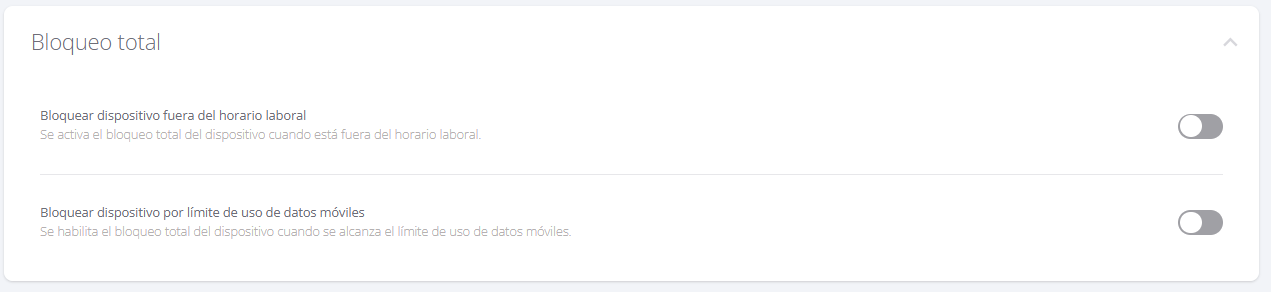 Bloqueo total
Bloquear dispositivo fuera del horario laboral
Se activa el bloqueo total del dispositivo cuando está fuera del horario laboral.
Bloquear dispositivo por límite de uso de datos móviles
Se habilita el bloqueo total del dispositivo cuando se alcanza el límite de uso de datos móviles.